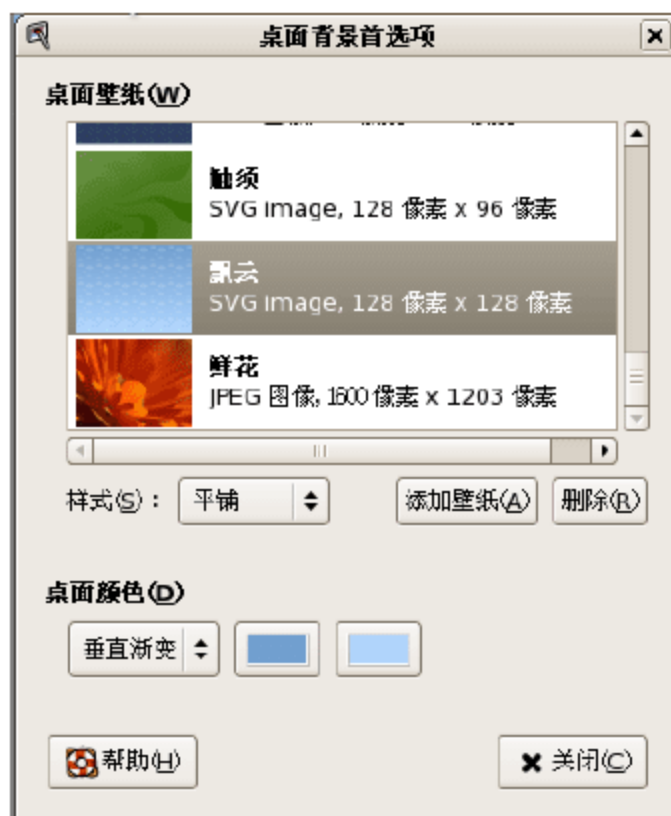 桌面背景首选项
桌面壁纸(W)
触须
SVG image, 128 像素 x 96 像素
飘云
SVG image, 128 像素 x 128 像素
鲜花
JPEG 图像, 1600 像素 x 1203 像素
样式(S)： 平铺 添加壁纸(A) 删除(R)
桌面颜色(D)
垂直渐变
帮助(H) 关闭(C)